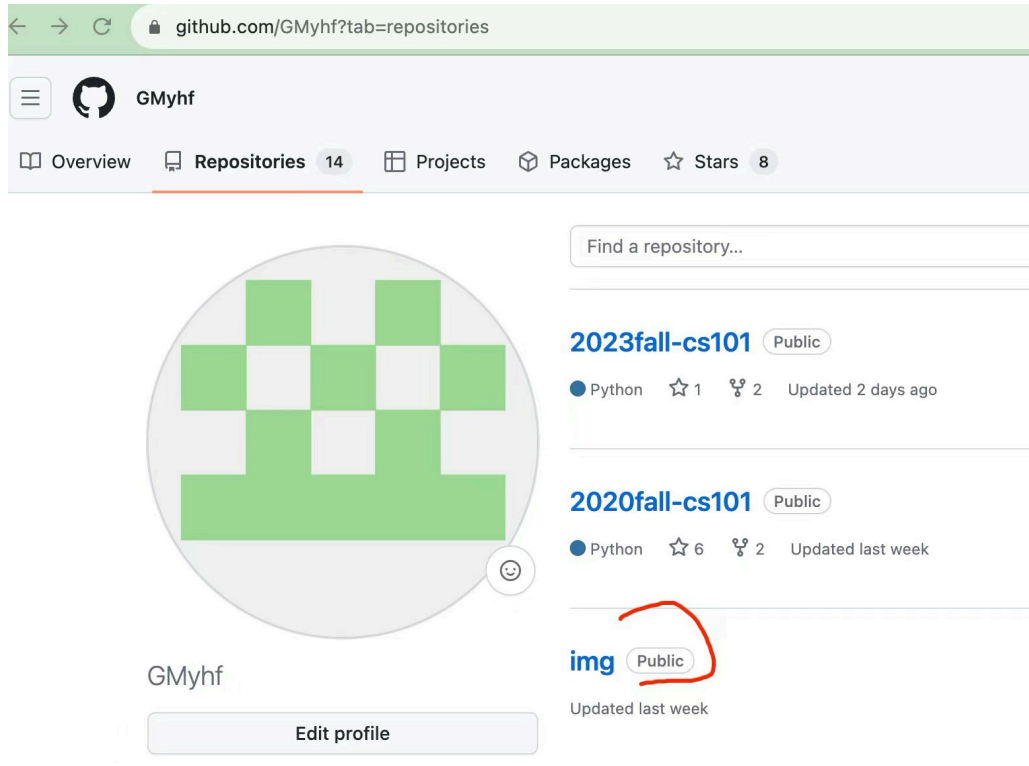 github.com/GMyhf?tab=repositories
GMyhf
Overview Repositories 14 Projects Packages Stars 8
Find a repository...
2023fall-cs101 Public
Python 1 2 Updated 2 days ago
2020fall-cs101 Public
Python 6 2 Updated last week
img Public
Updated last week
GMyhf
Edit profile